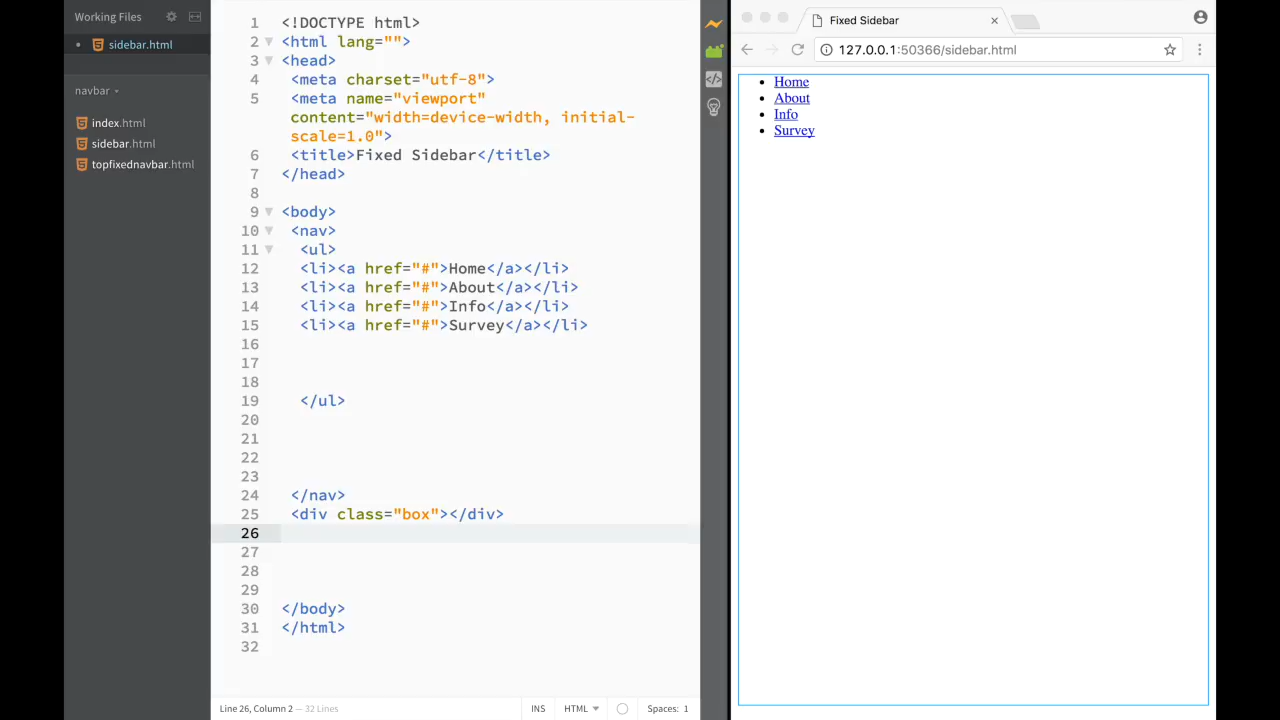 Working Files
sidebar.html
navbar
index.html
sidebar.html
topfixednavbar.html
1 <!DOCTYPE html>
2 <html lang="">
3 <head>
4 <meta charset="utf-8">
5 <meta name="viewport"
content="width=device-width, initial-
scale=1.0">
6 <title>Fixed Sidebar</title>
7 </head>
8
9 <body>
10 <nav>
11 <ul>
12 <li><a href="#">Home</a></li>
13 <li><a href="#">About</a></li>
14 <li><a href="#">Info</a></li>
15 <li><a href="#">Survey</a></li>
16
17
18
19 </ul>
20
21
22
23
24 </nav>
25 <div class="box"></div>
26
27
28
29
30 </body>
31 </html>
32
Line 26, Column 2 — 32 Lines
INS
HTML
Spaces: 1
Fixed Sidebar
127.0.0.1:50366/sidebar.html
Home
About
Info
Survey